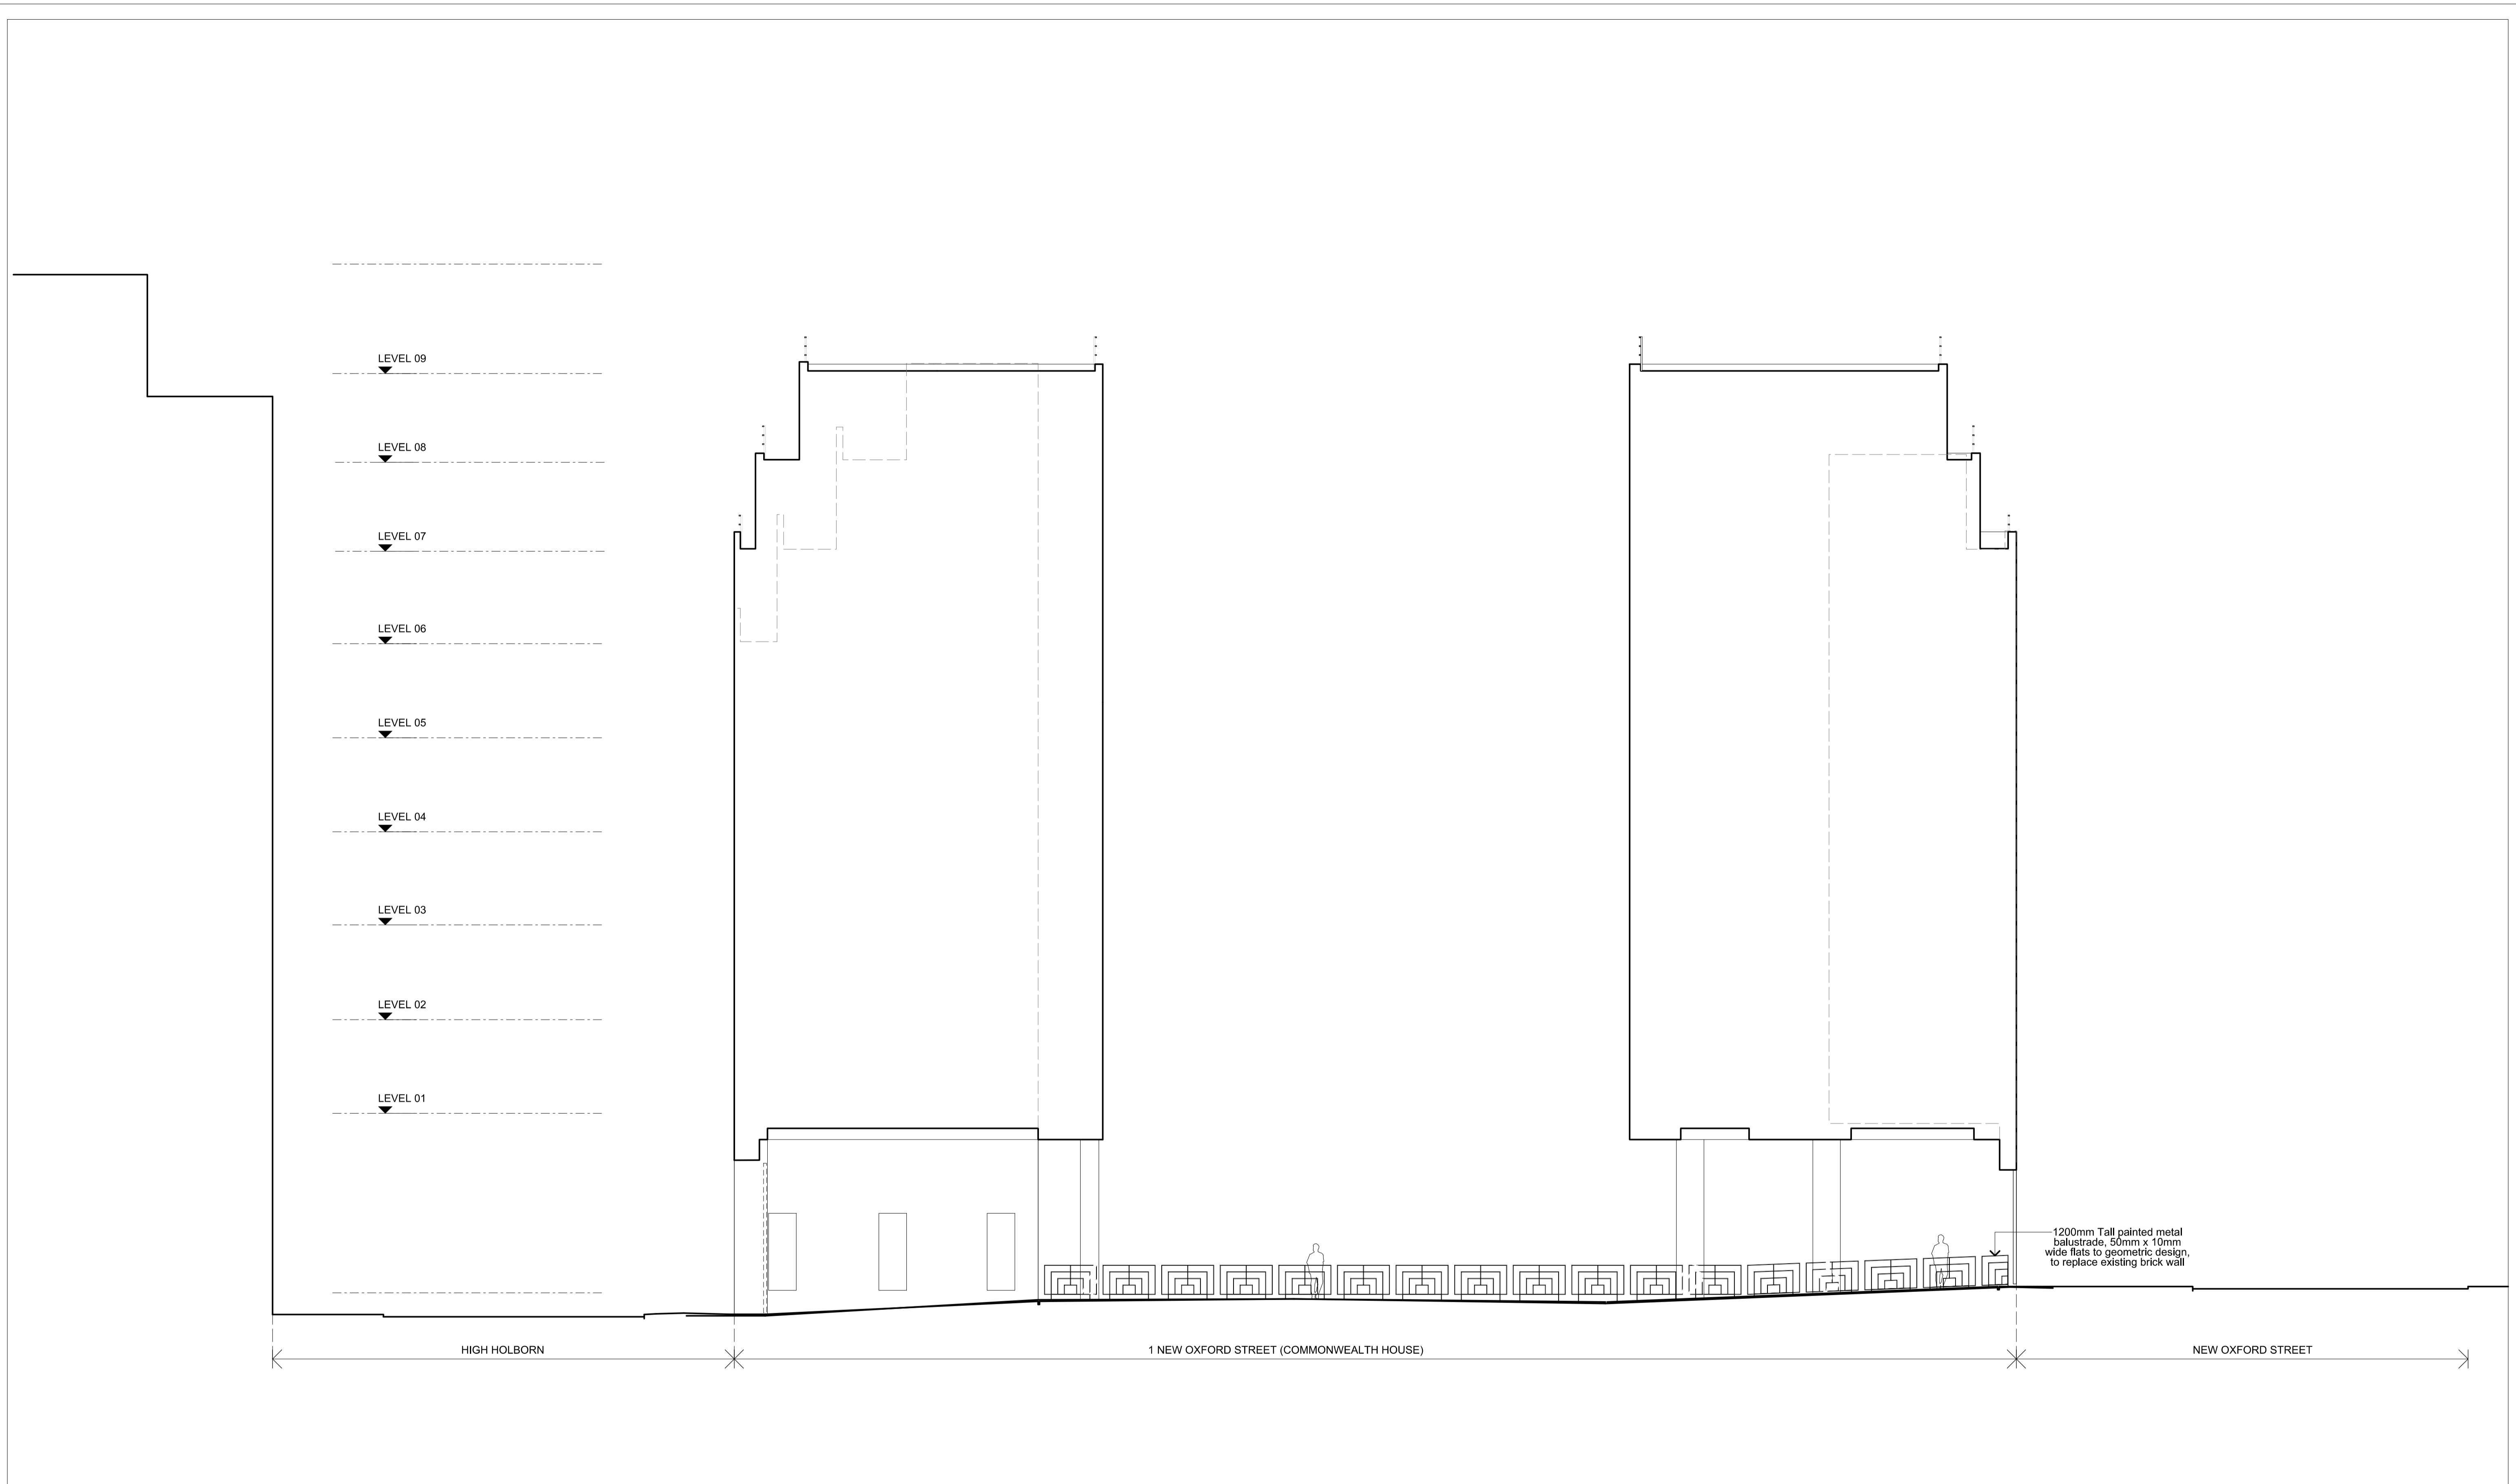 LEVEL 09
LEVEL 08
LEVEL 07
LEVEL 06
LEVEL 05
LEVEL 04
LEVEL 03
LEVEL 02
LEVEL 01
1200mm Tall painted metal
balustrade, 50mm x 10mm
wide flats to geometric design,
to replace existing brick wall
HIGH HOLBORN
1 NEW OXFORD STREET (COMMONWEALTH HOUSE)
NEW OXFORD STREET